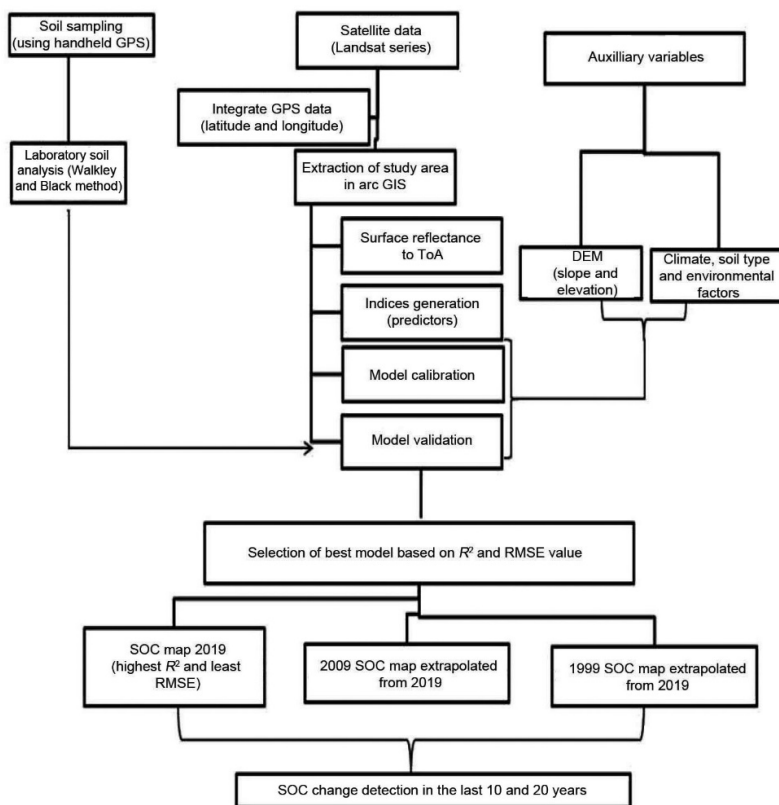 Soil sampling
(using handheld GPS)
Satellite data
(Landsat series)
Auxilliary variables
Integrate GPS data
(latitude and longitude)
Laboratory soil
analysis (Walkley
and Black method)
Extraction of study area
in arc GIS
Surface reflectance
to ToA
DEM
(slope and
elevation)
Climate, soil type
and environmental
factors
Indices generation
(predictors)
Model calibration
Model validation
Selection of best model based on R² and RMSE value
SOC map 2019
(highest R² and least
RMSE)
2009 SOC map extrapolated
from 2019
1999 SOC map extrapolated
from 2019
SOC change detection in the last 10 and 20 years